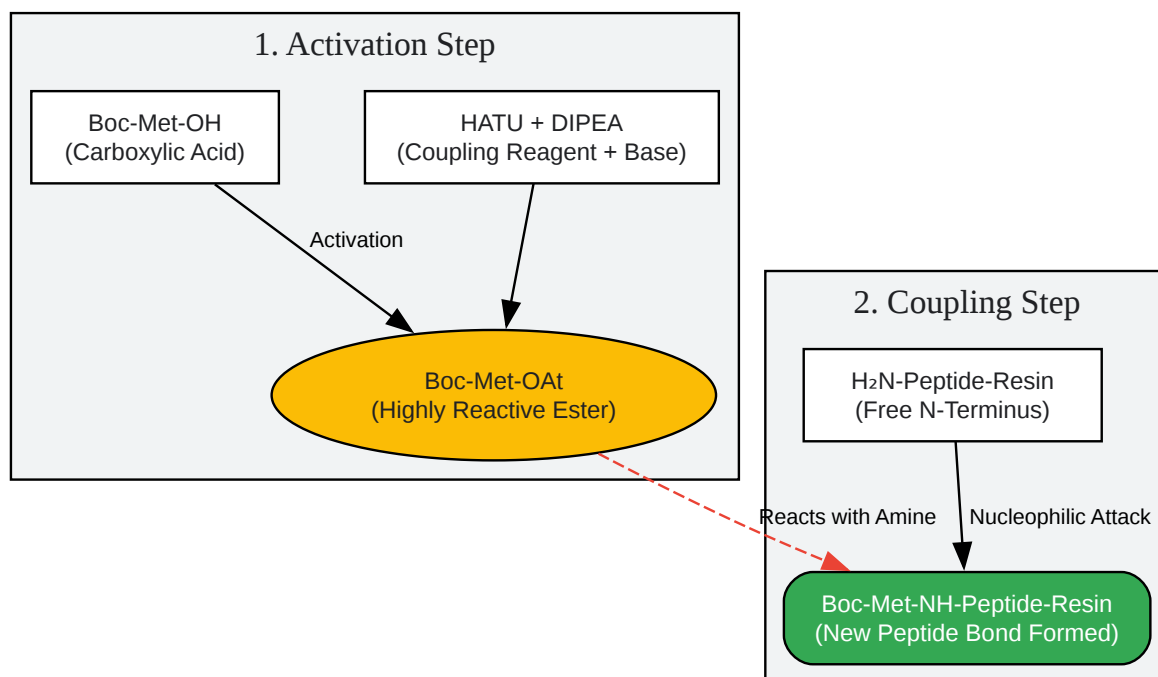 1. Activation Step
Boc-Met-OH
(Carboxylic Acid)
HATU + DIPEA
(Coupling Reagent + Base)
Activation
Boc-Met-OAt
(Highly Reactive Ester)
2. Coupling Step
H₂N-Peptide-Resin
(Free N-Terminus)
Reacts with Amine
Nucleophilic Attack
Boc-Met-NH-Peptide-Resin
(New Peptide Bond Formed)